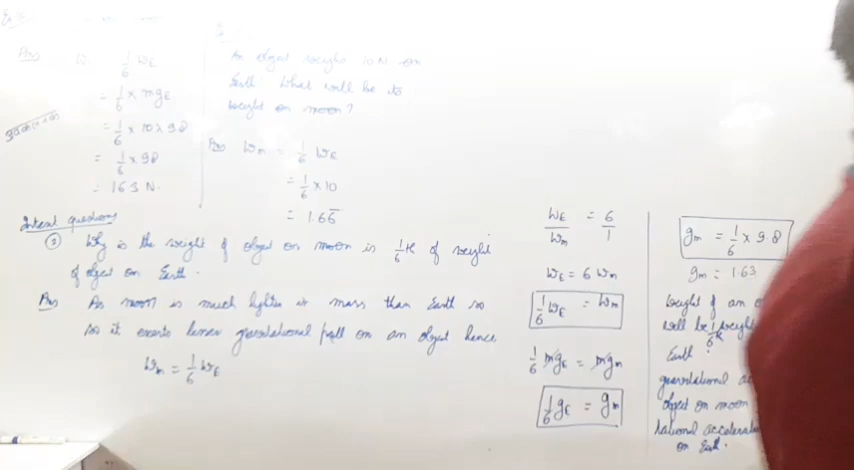 Ans W 1/6 WE
= 1/6 × mgE
= 1/6 × 10 × 9.8
= 1/6 × 98
= 163 N.
An object weighs 10 N on
Earth. What will be its
weight on moon?
Ans Wm = 1/6 WE
= 1/6 × 10
= 1.66
Intext questions
② Why is the weight of object on moon is 1/6th of weight
of object on Earth.
Ans As moon is much lighter in mass than Earth so
so it exerts lesser gravitational pull on an object hence
Wm = 1/6 WE
WE/Wm = 6/1
WE = 6 Wm
1/6 WE = Wm
1/6 mgE = mgm
1/6 gE = gm
gm = 1/6 × 9.8
gm = 1.63
weight of an
will be 1/6th weight
Earth.
gravitational
object on moon
on Earth.